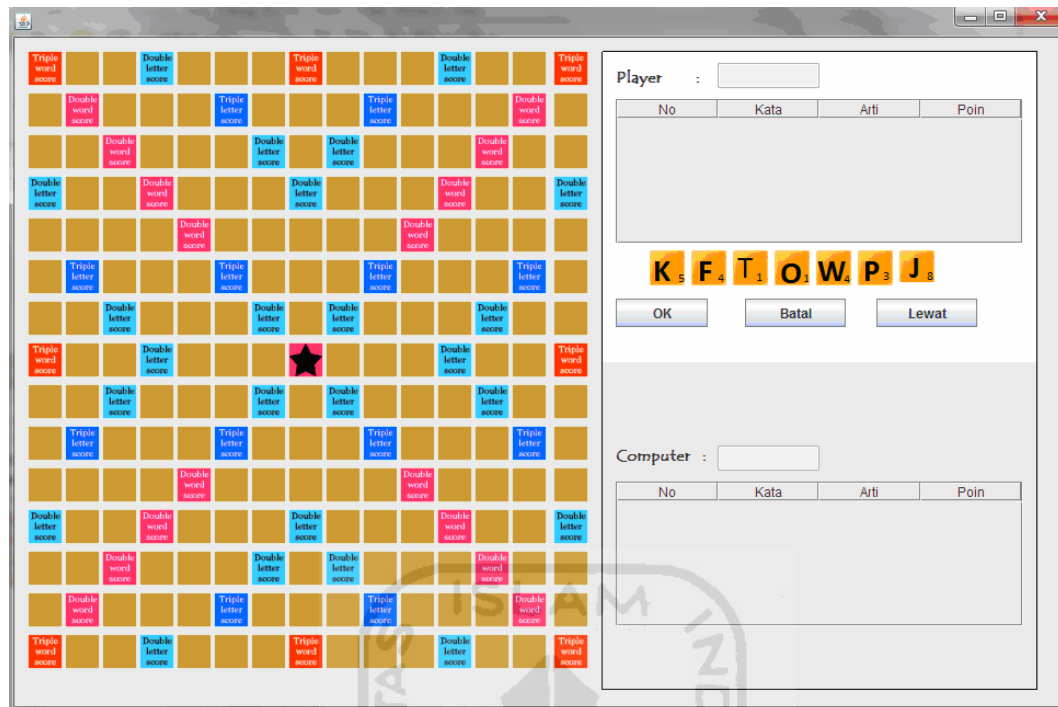 Triple Double Triple Double Triple
word letter word letter word
score score score score score
Double Triple Triple Double
word letter letter word
score score score score
Double Double Double Double
word letter letter word
score score score score
Double Double Double Double Double
letter word letter word letter
score score score score score
Double Double
word word
score score
Triple Triple Triple Triple
letter letter letter letter
score score score score
Double Double Double Double
letter letter letter letter
score score score score
Triple Double Double Triple
word letter letter word
score score score score
Double Double Double Double
letter letter letter letter
score score score score
Triple Triple Triple Triple
letter letter letter letter
score score score score
Double Double
word word
score score
Double Double Double Double Double
letter word letter word letter
score score score score score
Double Double Double Double
word letter letter word
score score score score
Double Triple Triple Double
word letter letter word
score score score score
Triple Double Triple Double Triple
word letter word letter word
score score score score score
Player :
No Kata Arti Poin
K5 F4 T1 O1 W4 P3 J8
OK Batal Lewat
Computer :
No Kata Arti Poin
ISLAM